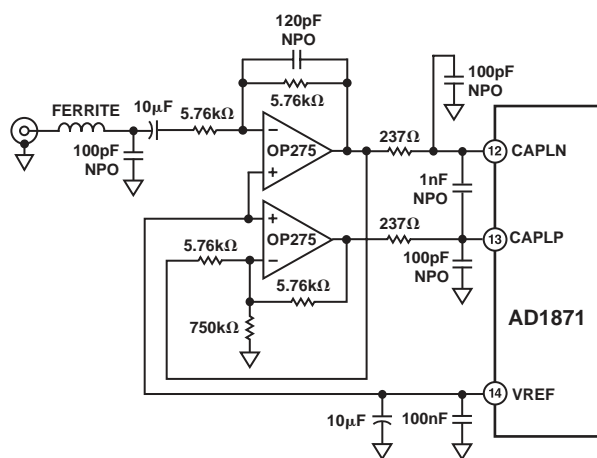 120pF
NPO
5.76kΩ
FERRITE
10μF
5.76kΩ
100pF
NPO
OP275
100pF
NPO
237Ω
12
CAPLN
1nF
NPO
OP275
237Ω
13
CAPLP
5.76kΩ
5.76kΩ
100pF
NPO
750kΩ
AD1871
14
VREF
10μF
100nF